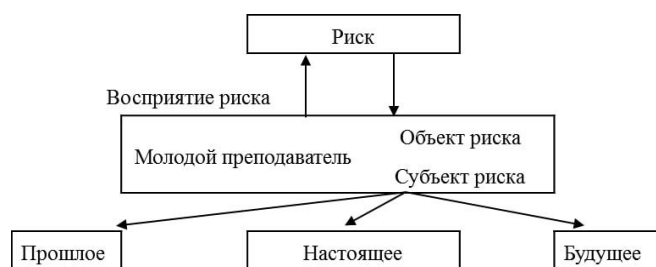 Риск
Восприятие риска
Объект риска
Молодой преподаватель
Субъект риска
Прошлое
Настоящее
Будущее